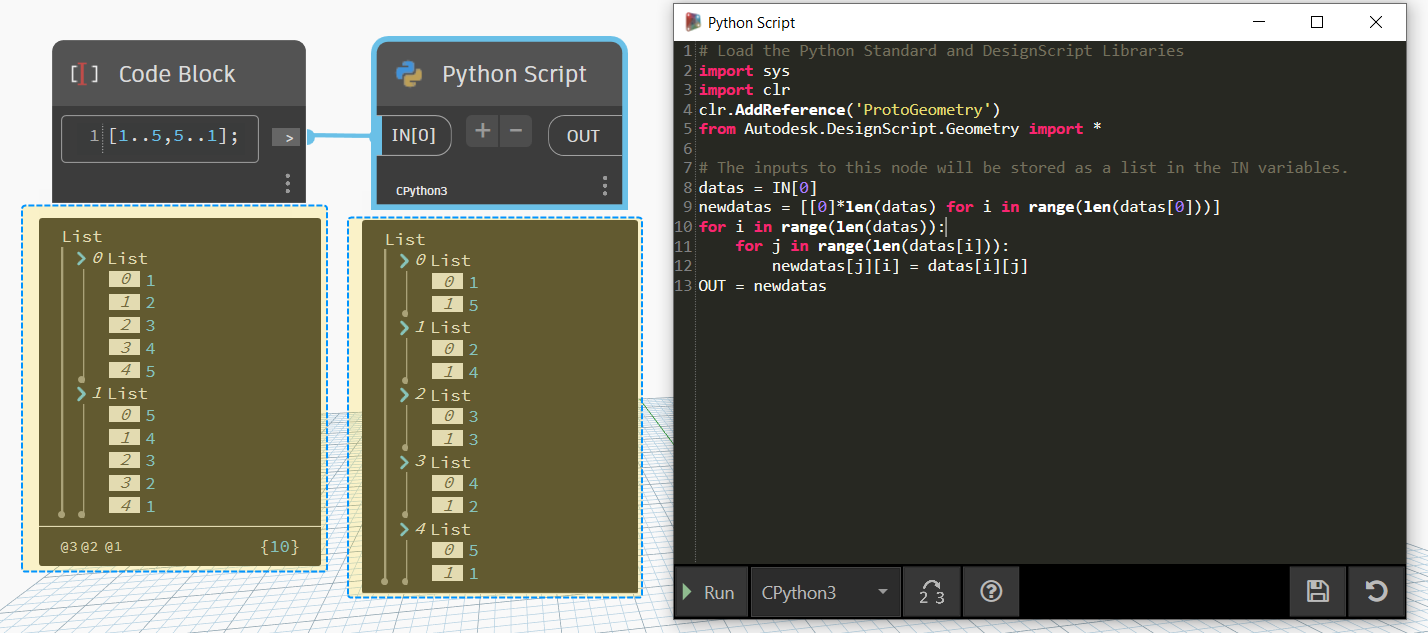 Code Block
1 [1..5,5..1]; >
List
0 List
0 1
1 2
2 3
3 4
4 5
1 List
0 5
1 4
2 3
3 2
4 1
@3 @2 @1 {10}
Python Script
IN[0] + − OUT
CPython3
List
0 List
0 1
1 5
1 List
0 2
1 4
2 List
0 3
1 3
3 List
0 4
1 2
4 List
0 5
1 1
Python Script
1 # Load the Python Standard and DesignScript Libraries
2 import sys
3 import clr
4 clr.AddReference('ProtoGeometry')
5 from Autodesk.DesignScript.Geometry import *
6
7 # The inputs to this node will be stored as a list in the IN variables.
8 datas = IN[0]
9 newdatas = [[0]*len(datas) for i in range(len(datas[0]))]
10 for i in range(len(datas)):
11     for j in range(len(datas[i])):
12         newdatas[j][i] = datas[i][j]
13 OUT = newdatas
Run CPython3 2 3 ?